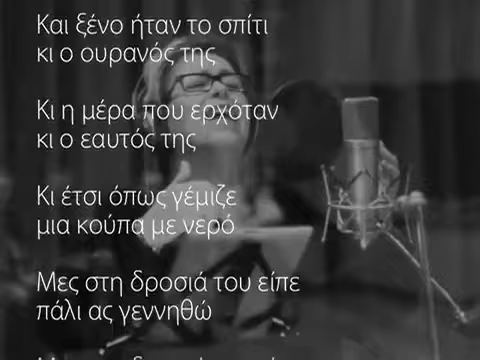 Και ξένο ήταν το σπίτι
κι ο ουρανός της
Κι η μέρα που ερχόταν
κι ο εαυτός της
Κι έτσι όπως γέμιζε
μια κούπα με νερό
Μες στη δροσιά του είπε
πάλι ας γεννηθώ